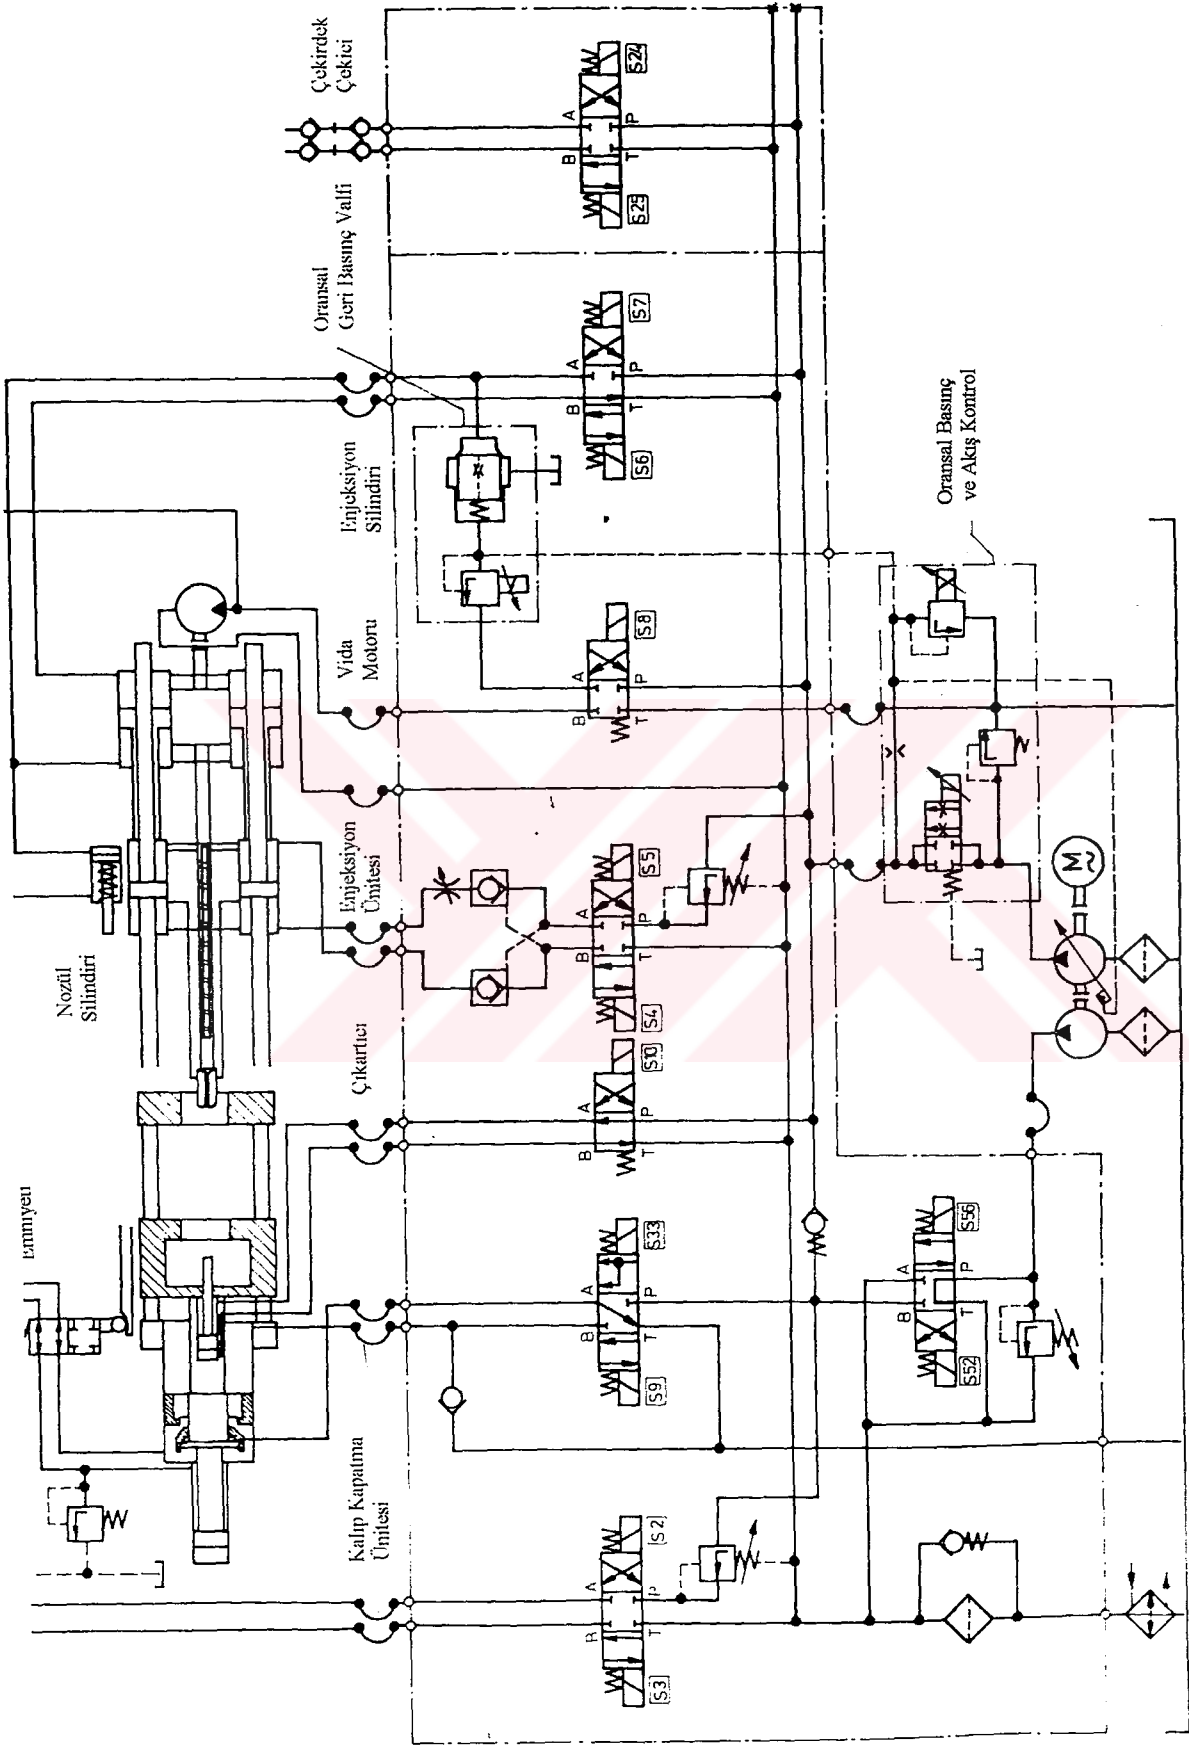 Emniyeti
Nozül
Silindiri
Kalıp Kapatma
Ünitesi
Çıkartıcı
Enjeksiyon
Ünitesi
Vida
Motoru
Enjeksiyon
Silindiri
Oransal
Geri Basınç Valfi
Çekirdek
Çekici
B A
T P
S3 S2
B A
T P
S9 S33
B A
T P
S10
B A
T P
S4 S5
B A
T P
S8
B A
T P
S6 S7
B A
T P
S25 S24
B A
T P
S52 S56
M
~
Oransal Basınç
ve Akış Kontrol